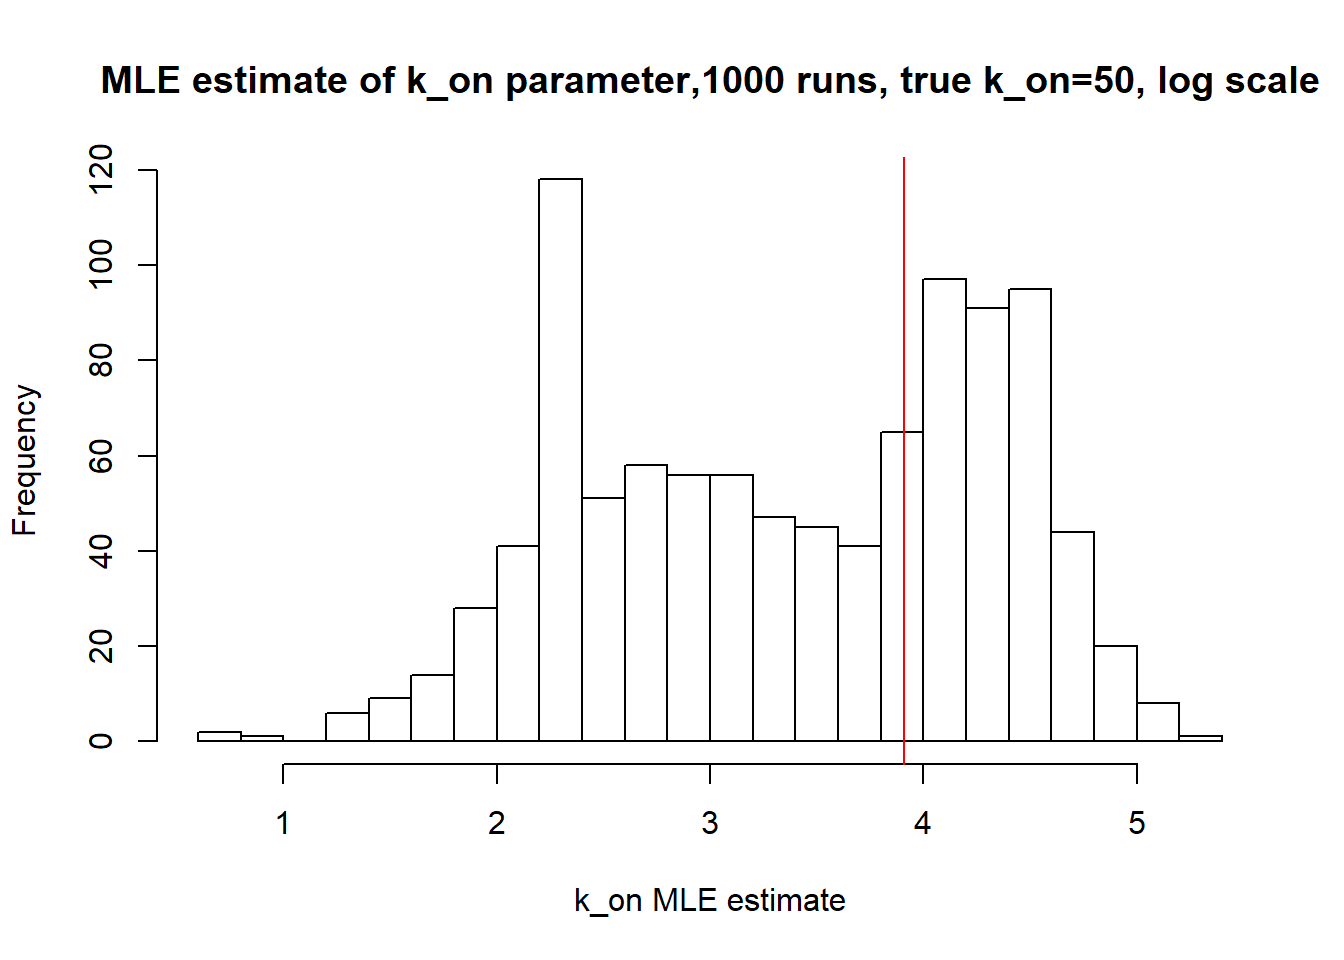 MLE estimate of k_on parameter,1000 runs, true k_on=50, log scale
120
100
80
60
40
20
0
Frequency
1 2 3 4 5
k_on MLE estimate